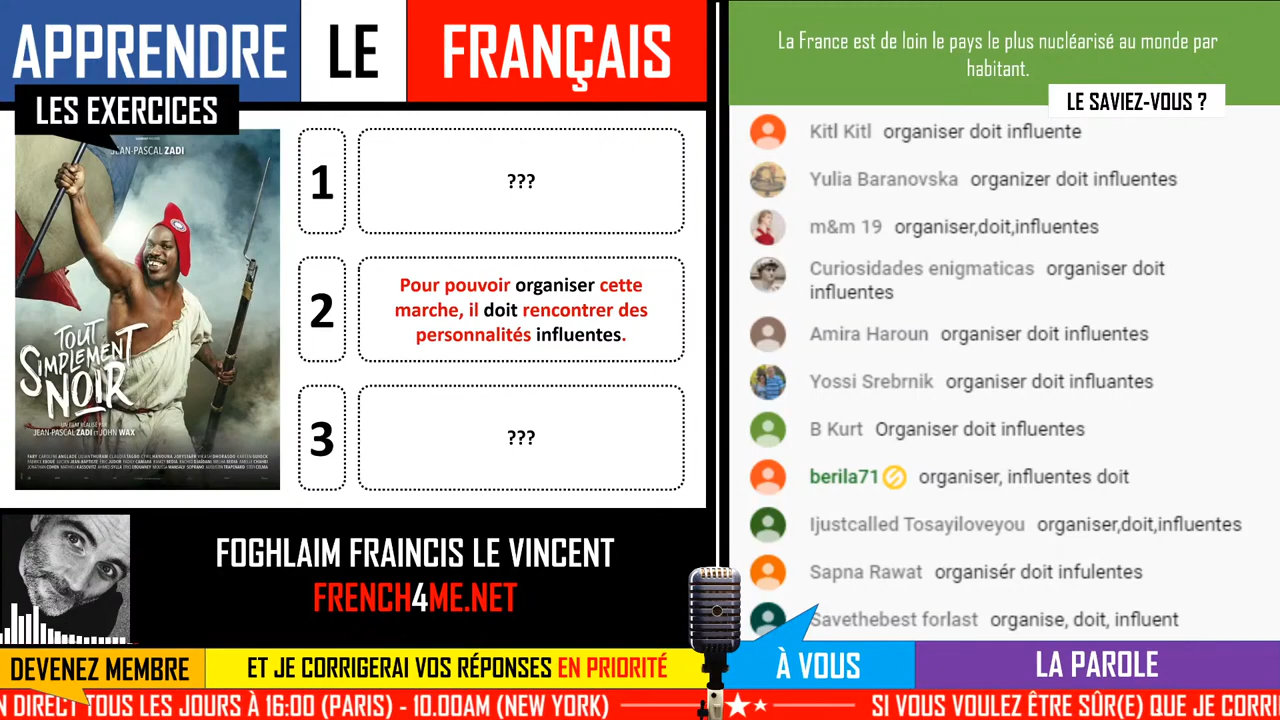 APPRENDRE LE FRANÇAIS
LES EXERCICES
JEAN-PASCAL ZADI
TOUT
SIMPLEMENT
NOIR
UN FILM RÉALISÉ PAR
JEAN-PASCAL ZADI ET JOHN WAX
1
???
2
Pour pouvoir organiser cette
marche, il doit rencontrer des
personnalités influentes.
3
???
FOGHLAIM FRAINCIS LE VINCENT
FRENCH4ME.NET
La France est de loin le pays le plus nucléarisé au monde par
habitant.
LE SAVIEZ-VOUS ?
Kitl Kitl organiser doit influente
Yulia Baranovska organizer doit influentes
m&m 19 organiser,doit,influentes
Curiosidades enigmaticas organiser doit
influentes
Amira Haroun organiser doit influentes
Yossi Srebrnik organiser doit influantes
B Kurt Organiser doit influentes
berila71 organiser, influentes doit
Ijustcalled Tosayiloveyou organiser,doit,influentes
Sapna Rawat organisér doit infulentes
Savethebest forlast organise, doit, influent
DEVENEZ MEMBRE
ET JE CORRIGERAI VOS RÉPONSES EN PRIORITÉ
À VOUS
LA PAROLE
N DIRECT TOUS LES JOURS À 16:00 (PARIS) - 10.00AM (NEW YORK)
SI VOUS VOULEZ ÊTRE SÛR(E) QUE JE CORRI